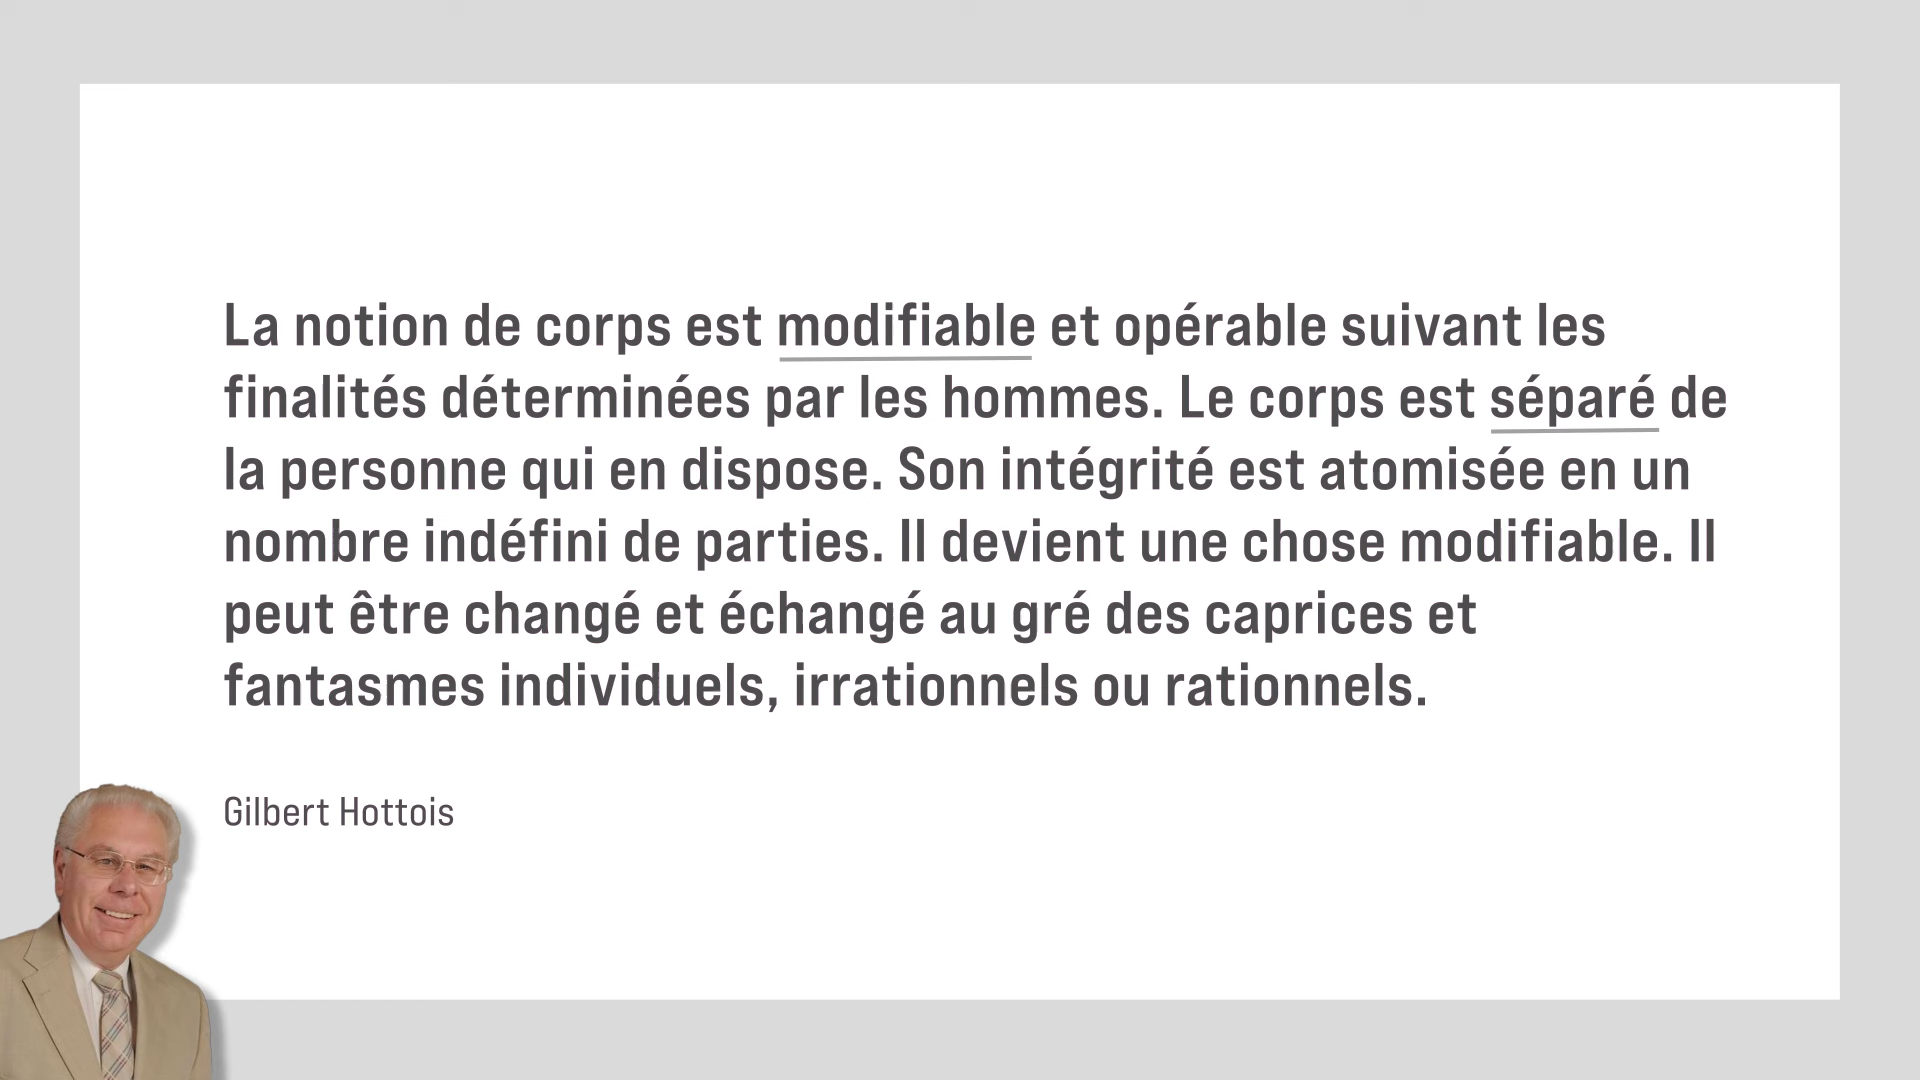 La notion de corps est modifiable et opérable suivant les
finalités déterminées par les hommes. Le corps est séparé de
la personne qui en dispose. Son intégrité est atomisée en un
nombre indéfini de parties. Il devient une chose modifiable. Il
peut être changé et échangé au gré des caprices et
fantasmes individuels, irrationnels ou rationnels.
Gilbert Hottois